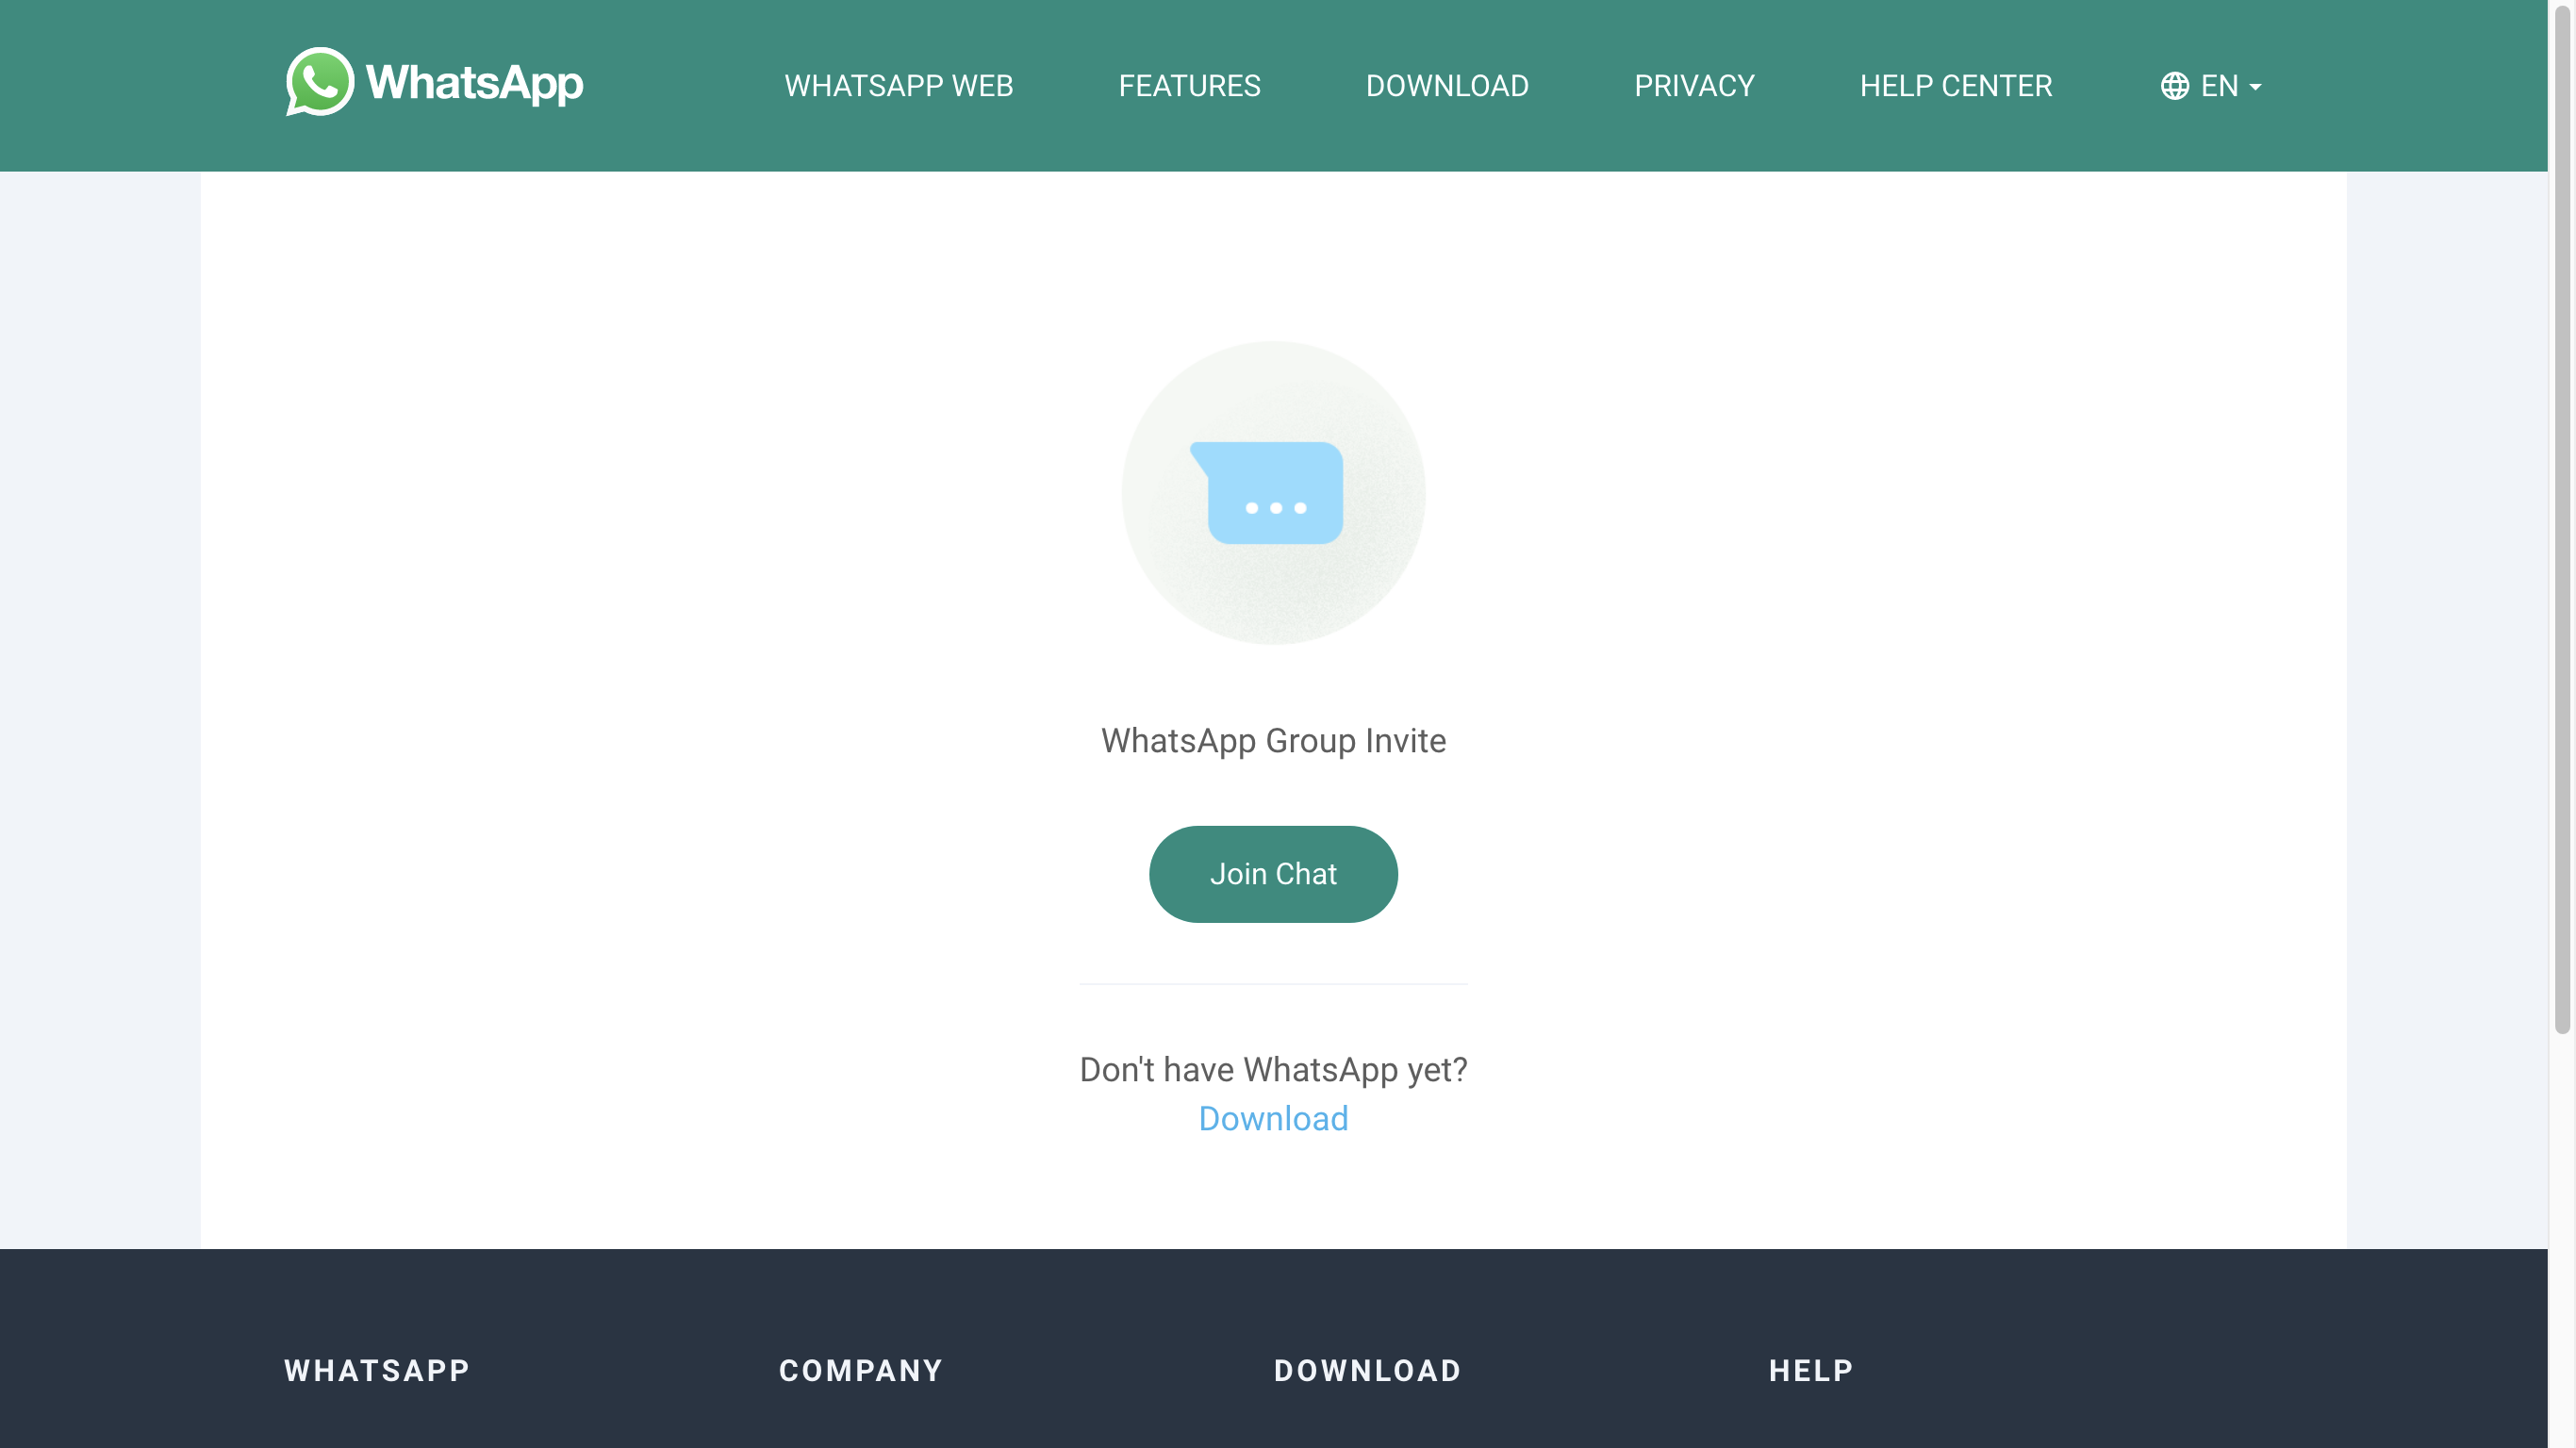 WhatsApp
WHATSAPP WEB
FEATURES
DOWNLOAD
PRIVACY
HELP CENTER
EN
WhatsApp Group Invite
Join Chat
Don't have WhatsApp yet?
Download
WHATSAPP
COMPANY
DOWNLOAD
HELP